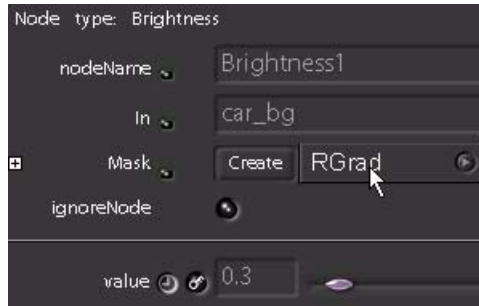 Node type: Brightness
nodeName Brightness1
In car_bg
Mask Create RGrad
ignoreNode
value 0.3